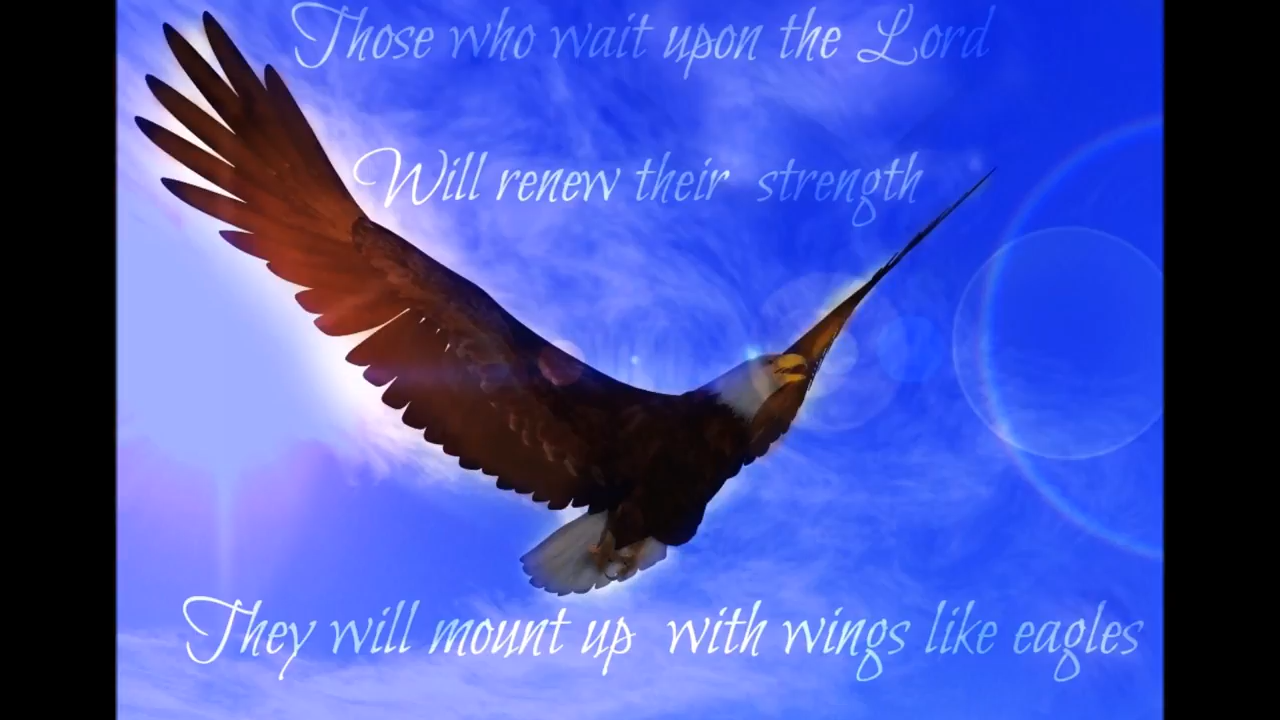 Those who wait upon the Lord
Will renew their strength
They will mount up with wings like eagles